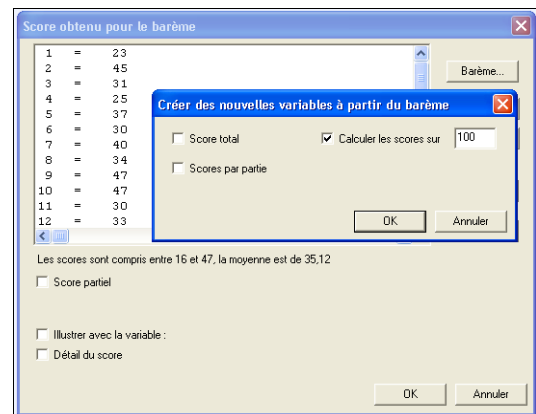 Score obtenu pour le barème
1 = 23
2 = 45
3 = 31
4 = 25
5 = 37
6 = 30
7 = 40
8 = 34
9 = 47
10 = 47
11 = 30
12 = 33
Barème...
Créer des nouvelles variables à partir du barème
Score total
Calculer les scores sur 100
Scores par partie
OK Annuler
Les scores sont compris entre 16 et 47, la moyenne est de 35,12
Score partiel
Illustrer avec la variable :
Détail du score
OK Annuler